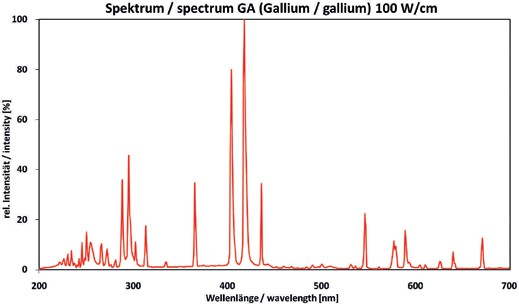 Spektrum / spectrum GA (Gallium / gallium) 100 W/cm
rel. Intensität / intensity [%]
100
80
60
40
20
0
200 300 400 500 600 700
Wellenlänge / wavelength [nm]